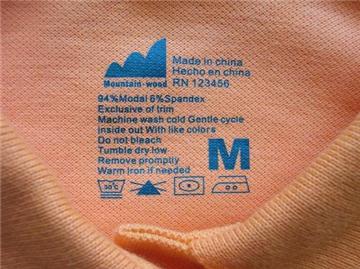 Mountain-wood
Made in china
Hecho en china
RN 123456
94%Modal 6%Spandex
Exclusive of trim
Machine wash cold Gentle cycle
inside out With like colors
Do not bleach
Tumble dry low
Remove promptly
Warm Iron if needed
M
30°C